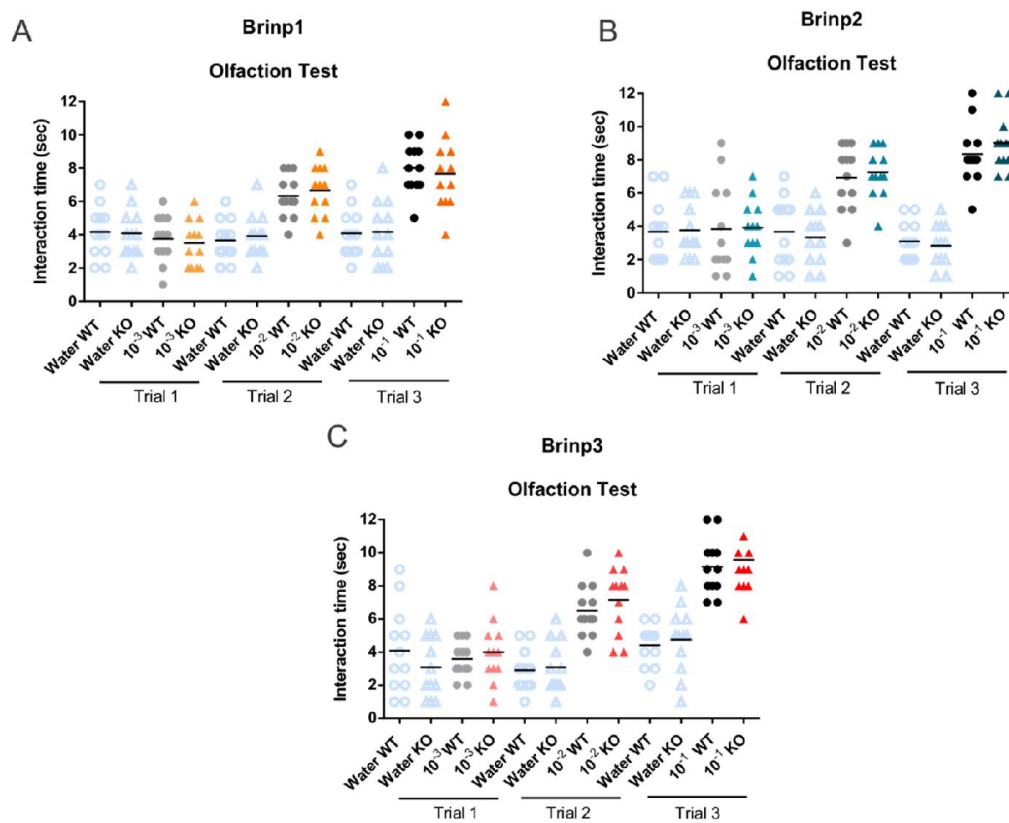 A
Brinp1
Olfaction Test
Interaction time (sec)
12
10
8
6
4
2
0
Water WT
Water KO
10⁻³ WT
10⁻³ KO
Water WT
Water KO
10⁻² WT
10⁻² KO
Water WT
Water KO
10⁻¹ WT
10⁻¹ KO
Trial 1
Trial 2
Trial 3
B
Brinp2
Olfaction Test
Interaction time (sec)
12
10
8
6
4
2
0
Water WT
Water KO
10⁻³ WT
10⁻³ KO
Water WT
Water KO
10⁻² WT
10⁻² KO
Water WT
Water KO
10⁻¹ WT
10⁻¹ KO
Trial 1
Trial 2
Trial 3
C
Brinp3
Olfaction Test
Interaction time (sec)
12
10
8
6
4
2
0
Water WT
Water KO
10⁻³ WT
10⁻³ KO
Water WT
Water KO
10⁻² WT
10⁻² KO
Water WT
Water KO
10⁻¹ WT
10⁻¹ KO
Trial 1
Trial 2
Trial 3